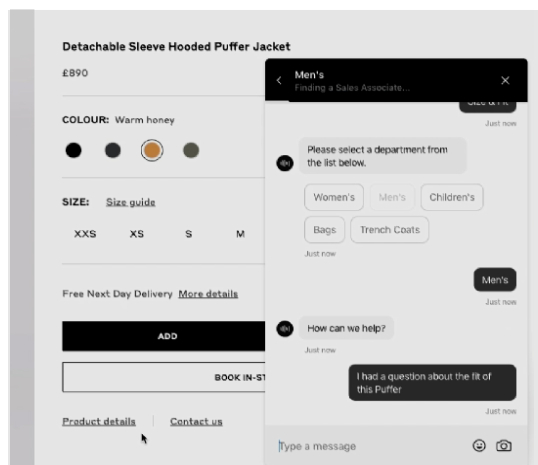 Detachable Sleeve Hooded Puffer Jacket
£890
COLOUR: Warm honey
SIZE: Size guide
XXS XS S M
Free Next Day Delivery More details
ADD
BOOK IN-ST
Product details
Contact us
Men's
Finding a Sales Associate...
Size & Fit
Just now
Please select a department from
the list below.
Women's
Men's
Children's
Bags
Trench Coats
Just now
Men's
Just now
How can we help?
Just now
I had a question about the fit of
this Puffer
Just now
Type a message